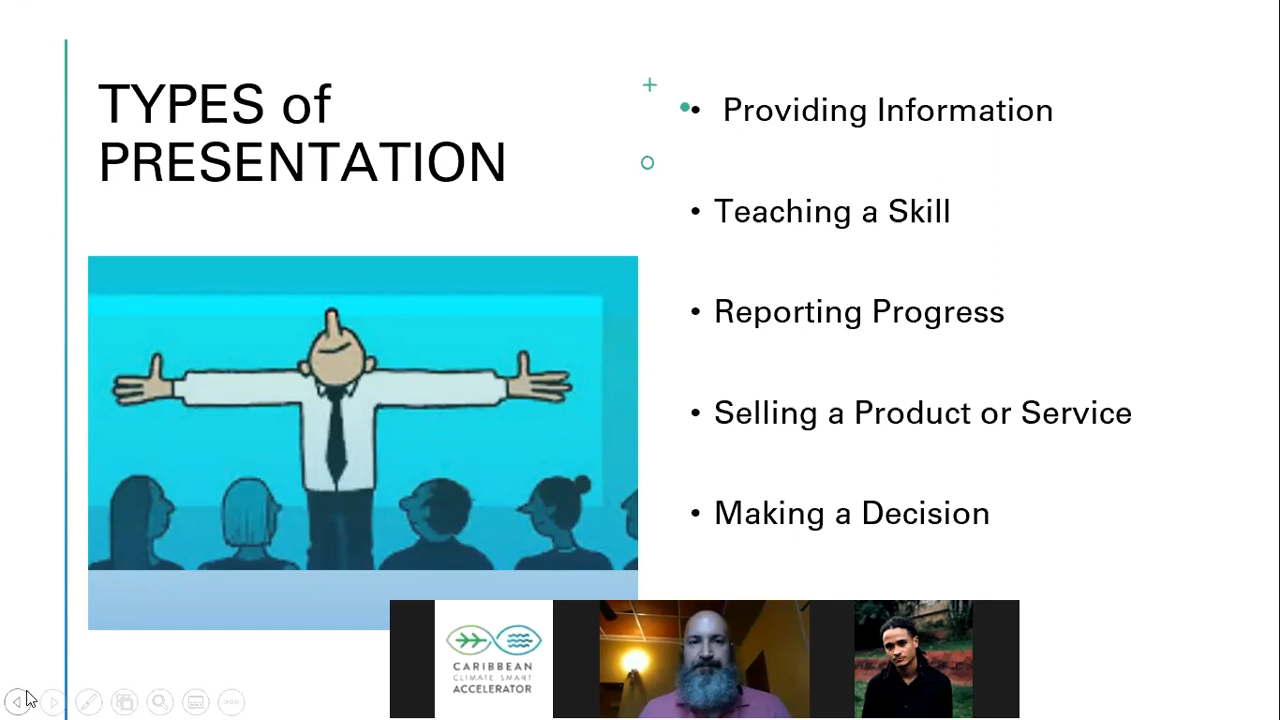 TYPES of
PRESENTATION
• Providing Information
• Teaching a Skill
• Reporting Progress
• Selling a Product or Service
• Making a Decision
CARIBBEAN
CLIMATE SMART
ACCELERATOR